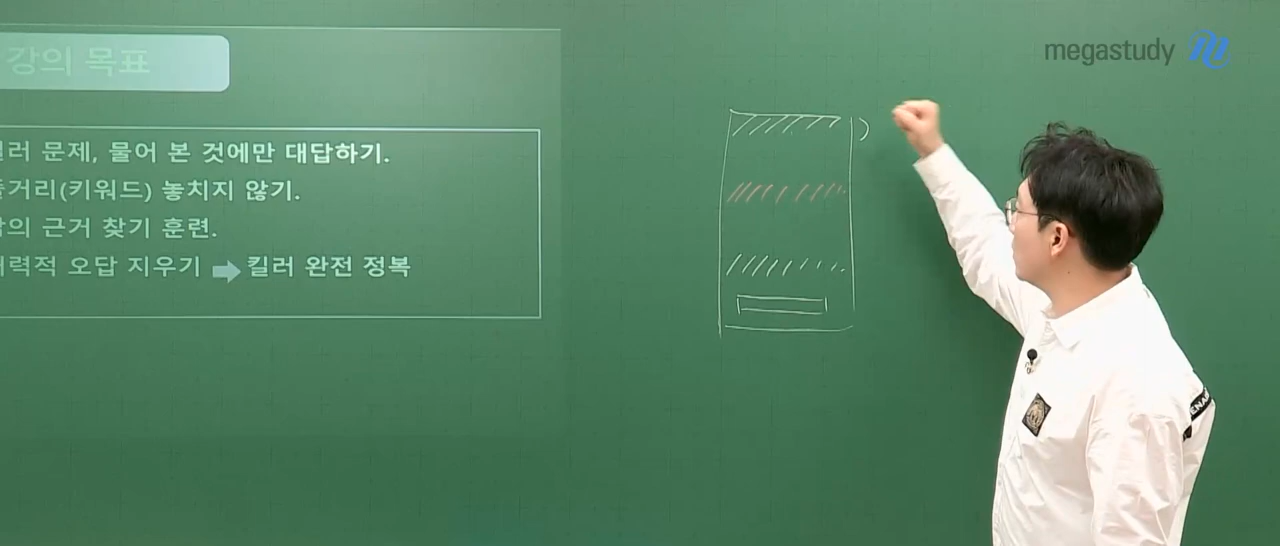 강의 목표
megastudy
러 문제, 물어 본 것에만 대답하기.
거리(키워드) 놓치지 않기.
의 근거 찾기 훈련.
력적 오답 지우기 ➡ 킬러 완전 정복